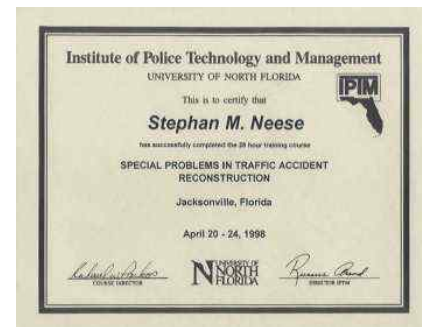 Institute of Police Technology and Management
UNIVERSITY OF NORTH FLORIDA
IPTM
This is to certify that
Stephan M. Neese
has successfully completed the 28 hour training course
SPECIAL PROBLEMS IN TRAFFIC ACCIDENT
RECONSTRUCTION
Jacksonville, Florida
April 20 - 24, 1998
COURSE DIRECTOR
UNIVERSITY OF
NORTH
FLORIDA
DIRECTOR IPTM